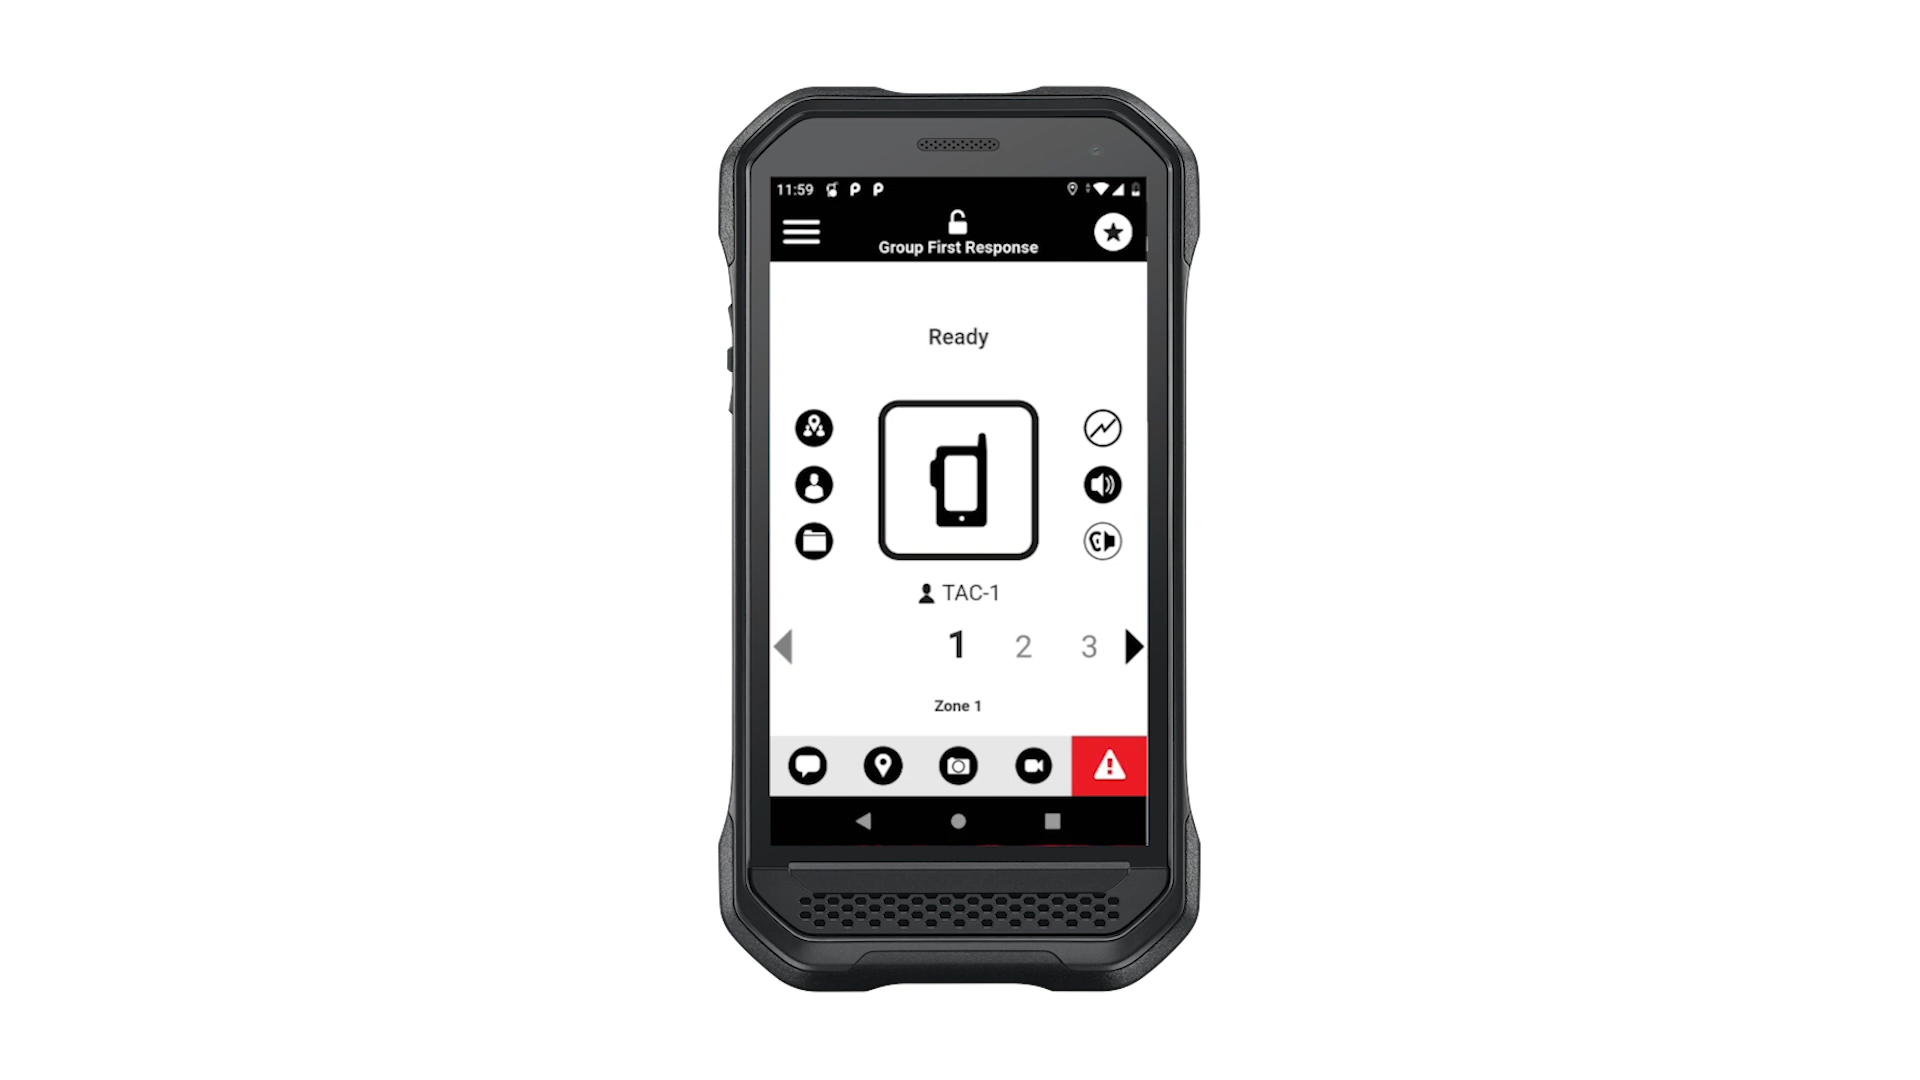 11:59
Group First Response
Ready
TAC-1
1 2 3
Zone 1